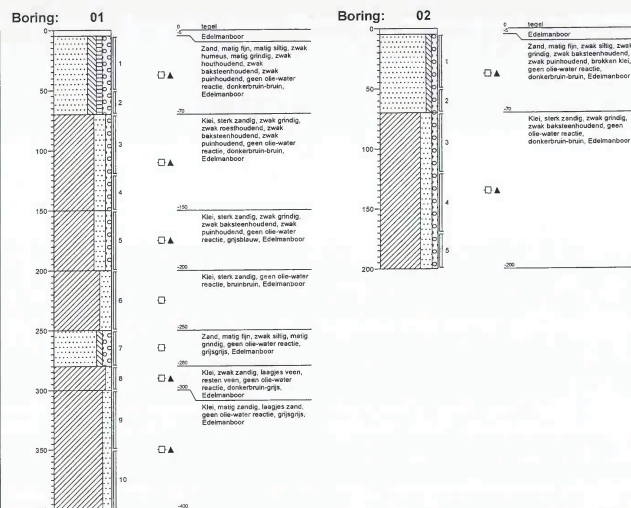 Boring: 01
0
50
100
150
200
250
300
350
1
2
3
4
5
6
7
8
9
10
0
tegel
-5
Edelmanboor
Zand, matig fijn, matig siltig, zwak
humeus, matig grindig, zwak
houthoudend, zwak
baksteenhoudend, zwak
puinhoudend, geen olie-water
reactie, donkerbruin-bruin,
Edelmanboor
-70
Klei, sterk zandig, zwak grindig,
zwak roesthoudend, zwak
baksteenhoudend, zwak
puinhoudend, geen olie-water
reactie, donkerbruin-bruin,
Edelmanboor
-150
Klei, sterk zandig, zwak grindig,
zwak baksteenhoudend, zwak
puinhoudend, geen olie-water
reactie, grijsblauw, Edelmanboor
-200
Klei, sterk zandig, geen olie-water
reactie, bruinbruin, Edelmanboor
-250
Zand, matig fijn, zwak siltig, matig
grindig, geen olie-water reactie,
grijsgrijs, Edelmanboor
-280
Klei, zwak zandig, laagjes veen,
resten veen, geen olie-water
reactie, donkerbruin-grijs,
Edelmanboor
-300
Klei, matig zandig, laagjes zand,
geen olie-water reactie, grijsgrijs,
Edelmanboor
-400
Boring: 02
0
50
100
150
200
1
2
3
4
5
0
tegel
-5
Edelmanboor
Zand, matig fijn, zwak siltig, zwak
grindig, zwak baksteenhoudend,
zwak puinhoudend, brokken klei,
geen olie-water reactie,
donkerbruin-bruin, Edelmanboor
-70
Klei, sterk zandig, zwak grindig,
zwak baksteenhoudend, geen
olie-water reactie,
donkerbruin-bruin, Edelmanboor
-200